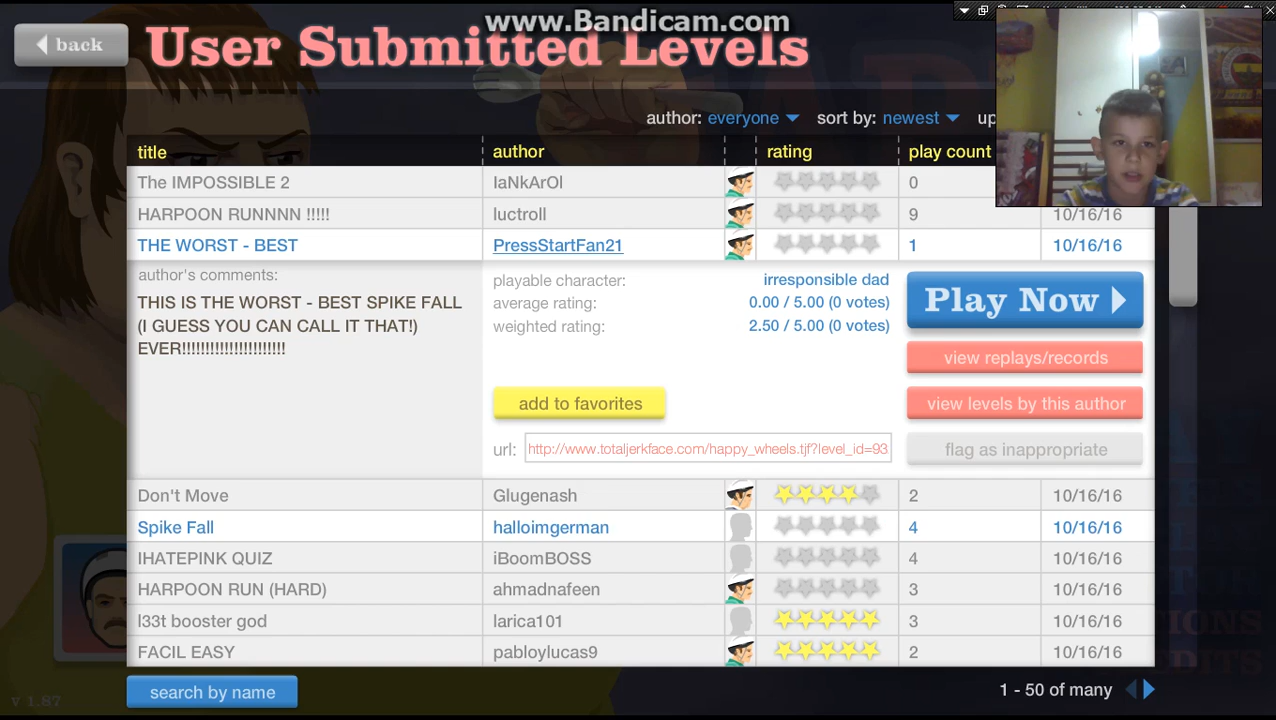 www.Bandicam.com
back
User Submitted Levels
author: everyone sort by: newest up
title author rating play count
The IMPOSSIBLE 2 IaNkArOl 0
HARPOON RUNNNN !!!!! luctroll 9 10/16/16
THE WORST - BEST PressStartFan21 1 10/16/16
author's comments:
THIS IS THE WORST - BEST SPIKE FALL
(I GUESS YOU CAN CALL IT THAT!)
EVER!!!!!!!!!!!!!!!!!!!!!!
playable character: irresponsible dad
average rating: 0.00 / 5.00 (0 votes)
weighted rating: 2.50 / 5.00 (0 votes)
add to favorites
url: http://www.totaljerkface.com/happy_wheels.tjf?level_id=93
Play Now
view replays/records
view levels by this author
flag as inappropriate
Don't Move Glugenash 2 10/16/16
Spike Fall halloimgerman 4 10/16/16
IHATEPINK QUIZ iBoomBOSS 4 10/16/16
HARPOON RUN (HARD) ahmadnafeen 3 10/16/16
l33t booster god larica101 3 10/16/16
FACIL EASY pabloylucas9 2 10/16/16
search by name
1 - 50 of many
v 1.87